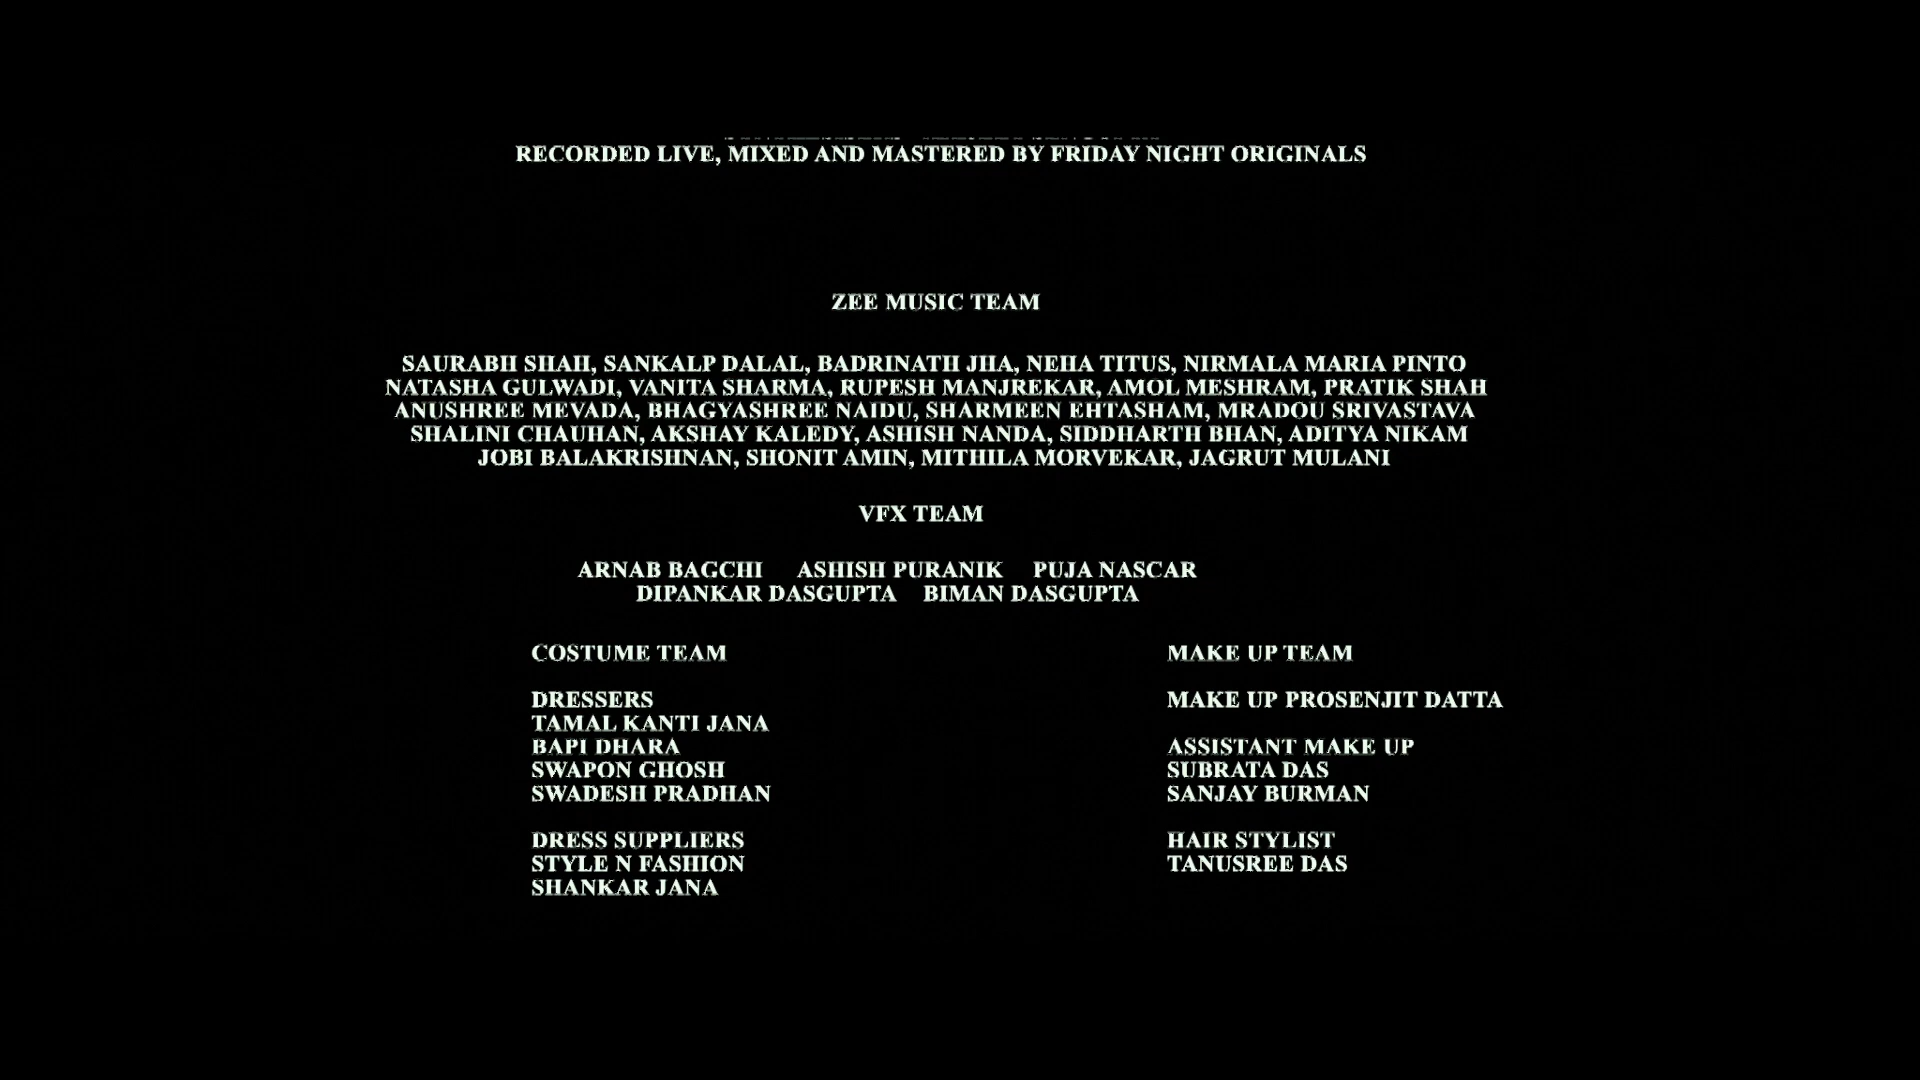 RECORDED LIVE, MIXED AND MASTERED BY FRIDAY NIGHT ORIGINALS
ZEE MUSIC TEAM
SAURABH SHAH, SANKALP DALAL, BADRINATH JHA, NEHA TITUS, NIRMALA MARIA PINTO
NATASHA GULWADI, VANITA SHARMA, RUPESH MANJREKAR, AMOL MESHRAM, PRATIK SHAH
ANUSHREE MEVADA, BHAGYASHREE NAIDU, SHARMEEN EHTASHAM, MRADOU SRIVASTAVA
SHALINI CHAUHAN, AKSHAY KALEDY, ASHISH NANDA, SIDDHARTH BHAN, ADITYA NIKAM
JOBI BALAKRISHNAN, SHONIT AMIN, MITHILA MORVEKAR, JAGRUT MULANI
VFX TEAM
ARNAB BAGCHI ASHISH PURANIK PUJA NASCAR
DIPANKAR DASGUPTA BIMAN DASGUPTA
COSTUME TEAM
DRESSERS
TAMAL KANTI JANA
BAPI DHARA
SWAPON GHOSH
SWADESH PRADHAN
DRESS SUPPLIERS
STYLE N FASHION
SHANKAR JANA
MAKE UP TEAM
MAKE UP PROSENJIT DATTA
ASSISTANT MAKE UP
SUBRATA DAS
SANJAY BURMAN
HAIR STYLIST
TANUSREE DAS